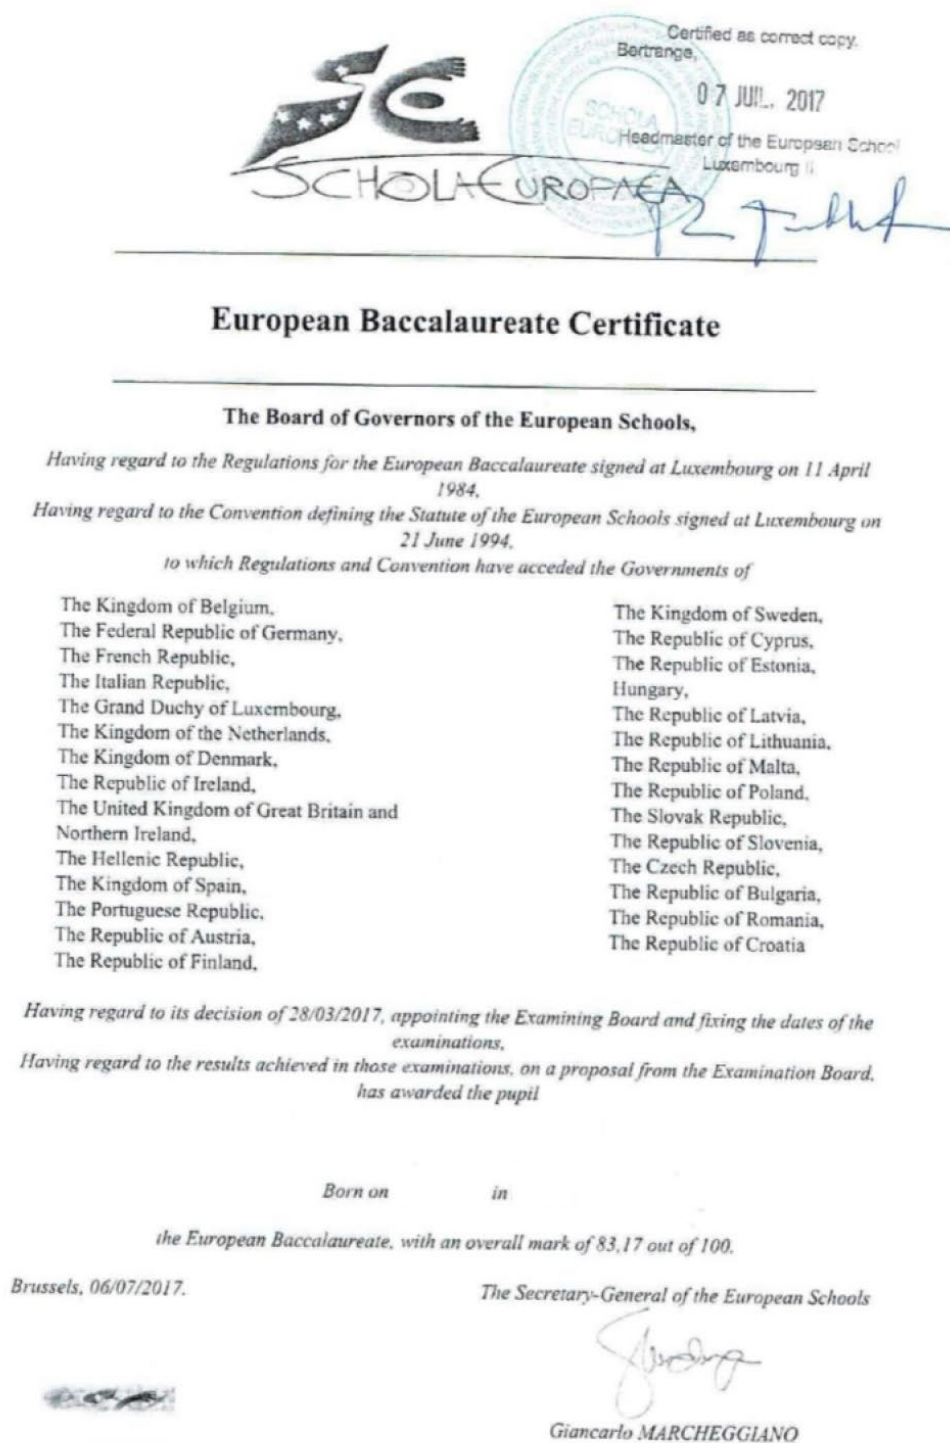 Certified as correct copy.
Bertrange,
07 JUIL. 2017
SCHOLA
EUROPAEA
Headmaster of the European School
Luxembourg II
SCHOLA EUROPAEA
European Baccalaureate Certificate
The Board of Governors of the European Schools,
Having regard to the Regulations for the European Baccalaureate signed at Luxembourg on 11 April
1984,
Having regard to the Convention defining the Statute of the European Schools signed at Luxembourg on
21 June 1994,
to which Regulations and Convention have acceded the Governments of
The Kingdom of Belgium,
The Federal Republic of Germany,
The French Republic,
The Italian Republic,
The Grand Duchy of Luxembourg,
The Kingdom of the Netherlands,
The Kingdom of Denmark,
The Republic of Ireland,
The United Kingdom of Great Britain and
Northern Ireland,
The Hellenic Republic,
The Kingdom of Spain,
The Portuguese Republic,
The Republic of Austria,
The Republic of Finland,
The Kingdom of Sweden,
The Republic of Cyprus,
The Republic of Estonia,
Hungary,
The Republic of Latvia,
The Republic of Lithuania,
The Republic of Malta,
The Republic of Poland,
The Slovak Republic,
The Republic of Slovenia,
The Czech Republic,
The Republic of Bulgaria,
The Republic of Romania,
The Republic of Croatia
Having regard to its decision of 28/03/2017, appointing the Examining Board and fixing the dates of the
examinations,
Having regard to the results achieved in those examinations, on a proposal from the Examination Board,
has awarded the pupil
Born on in
the European Baccalaureate, with an overall mark of 83,17 out of 100.
Brussels, 06/07/2017.
The Secretary-General of the European Schools
Giancarlo MARCHEGGIANO